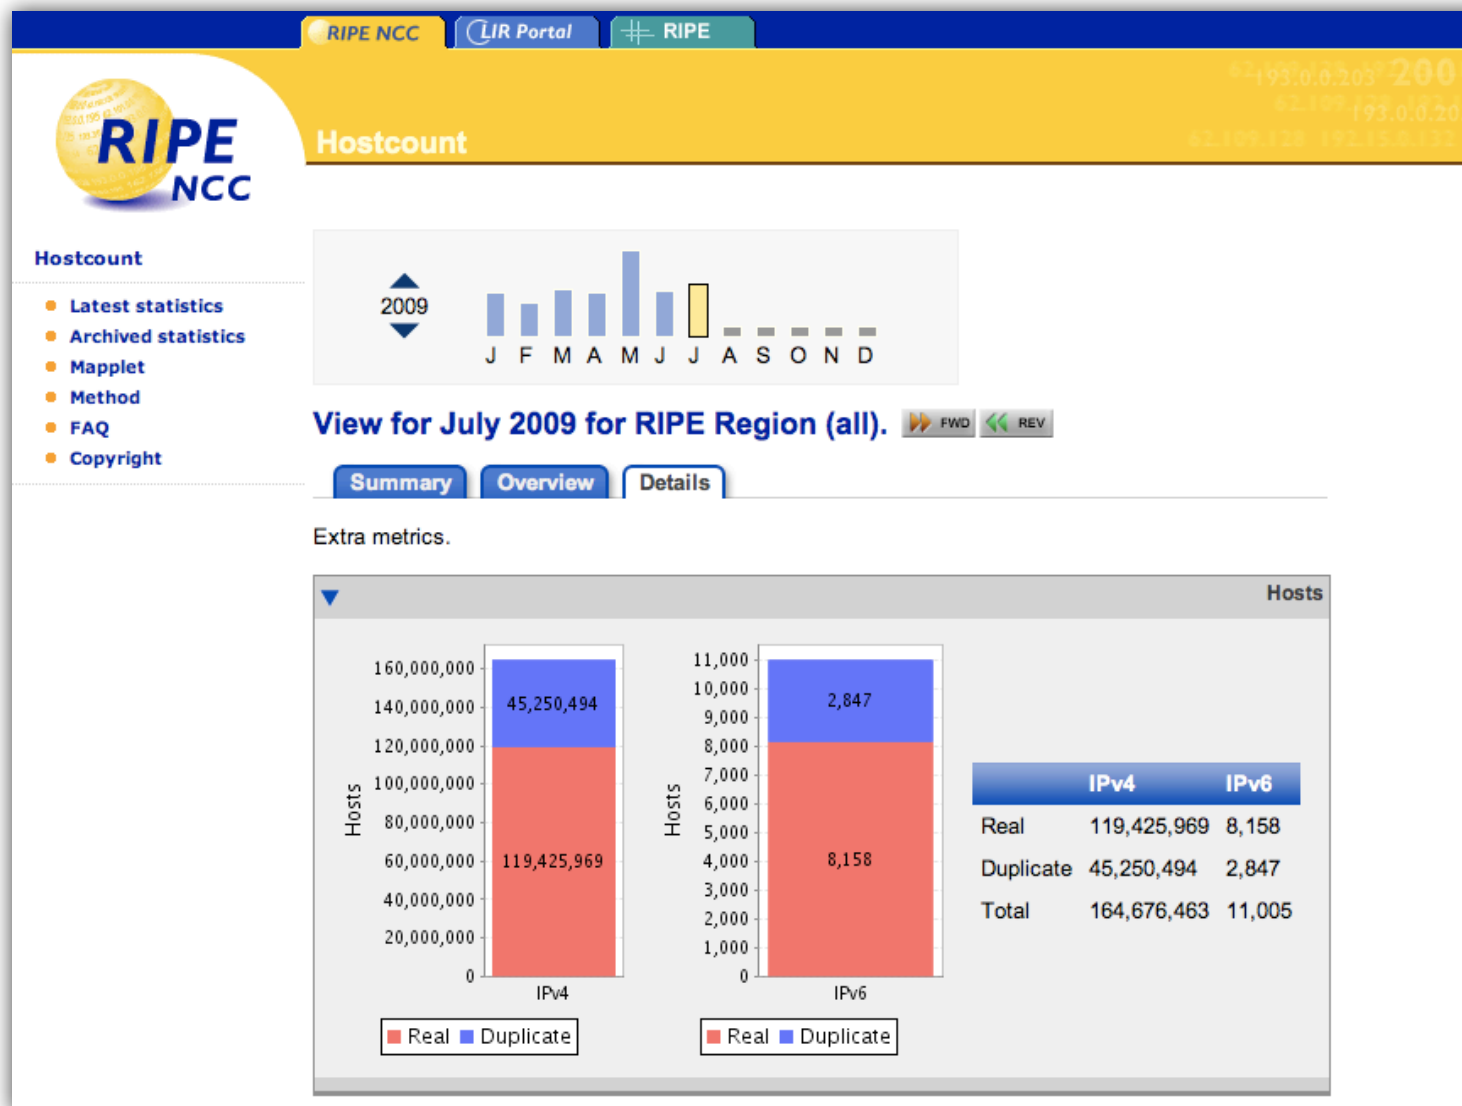 RIPE NCC
LIR Portal
RIPE
RIPE
NCC
Hostcount
Hostcount
Latest statistics
Archived statistics
Mapplet
Method
FAQ
Copyright
2009
J F M A M J J A S O N D
View for July 2009 for RIPE Region (all).
FWD
REV
Summary
Overview
Details
Extra metrics.
Hosts
160,000,000
140,000,000
120,000,000
100,000,000
80,000,000
60,000,000
40,000,000
20,000,000
0
Hosts
45,250,494
119,425,969
IPv4
Real Duplicate
11,000
10,000
9,000
8,000
7,000
6,000
5,000
4,000
3,000
2,000
1,000
0
Hosts
2,847
8,158
IPv6
Real Duplicate
IPv4 IPv6
Real 119,425,969 8,158
Duplicate 45,250,494 2,847
Total 164,676,463 11,005